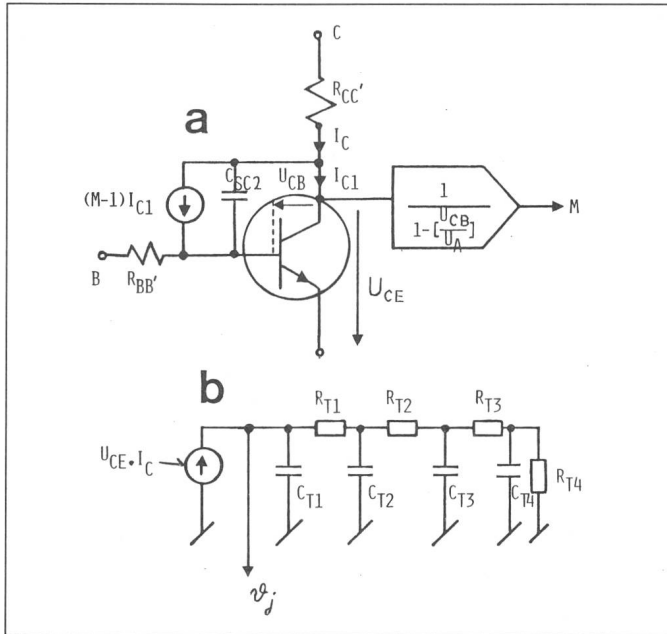 C
R_CC'
a
I_C
C_SC2
U_CB
I_C1
(M-1)I_C1
1
1-[U_CB/U_A]
M
B
R_BB'
U_CE
b
R_T1
R_T2
R_T3
U_CE·I_C
C_T1
C_T2
C_T3
C_T4
R_T4
ϑ_j